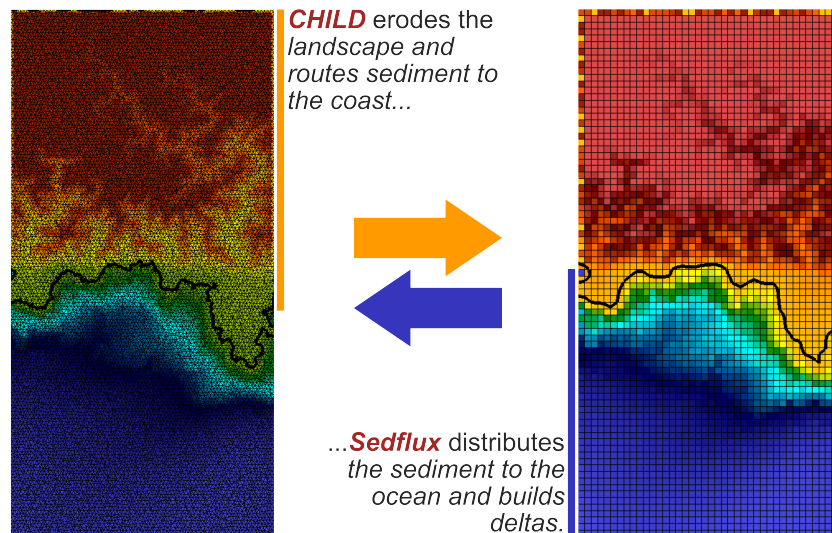 CHILD erodes the
landscape and
routes sediment to
the coast...
...Sedflux distributes
the sediment to the
ocean and builds
deltas.